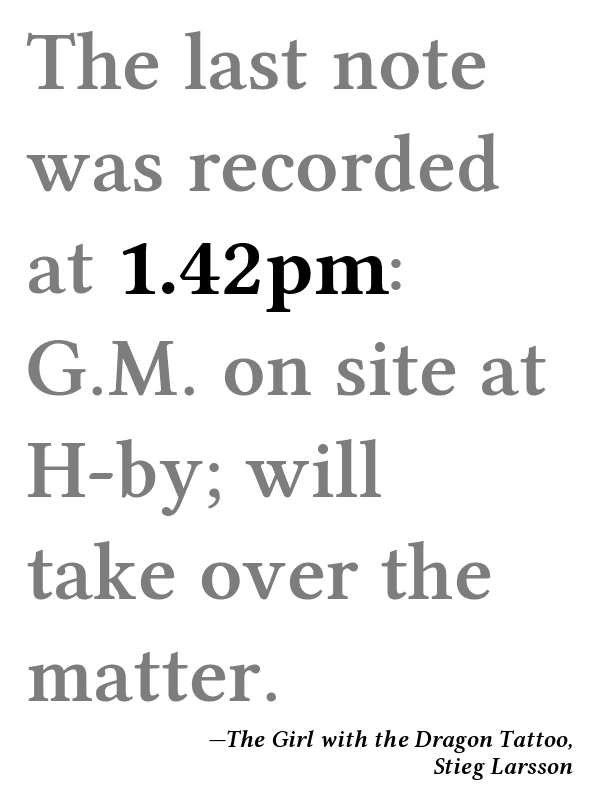 The last note
was recorded
at 1.42pm:
G.M. on site at
H-by; will
take over the
matter.
—The Girl with the Dragon Tattoo,
Stieg Larsson